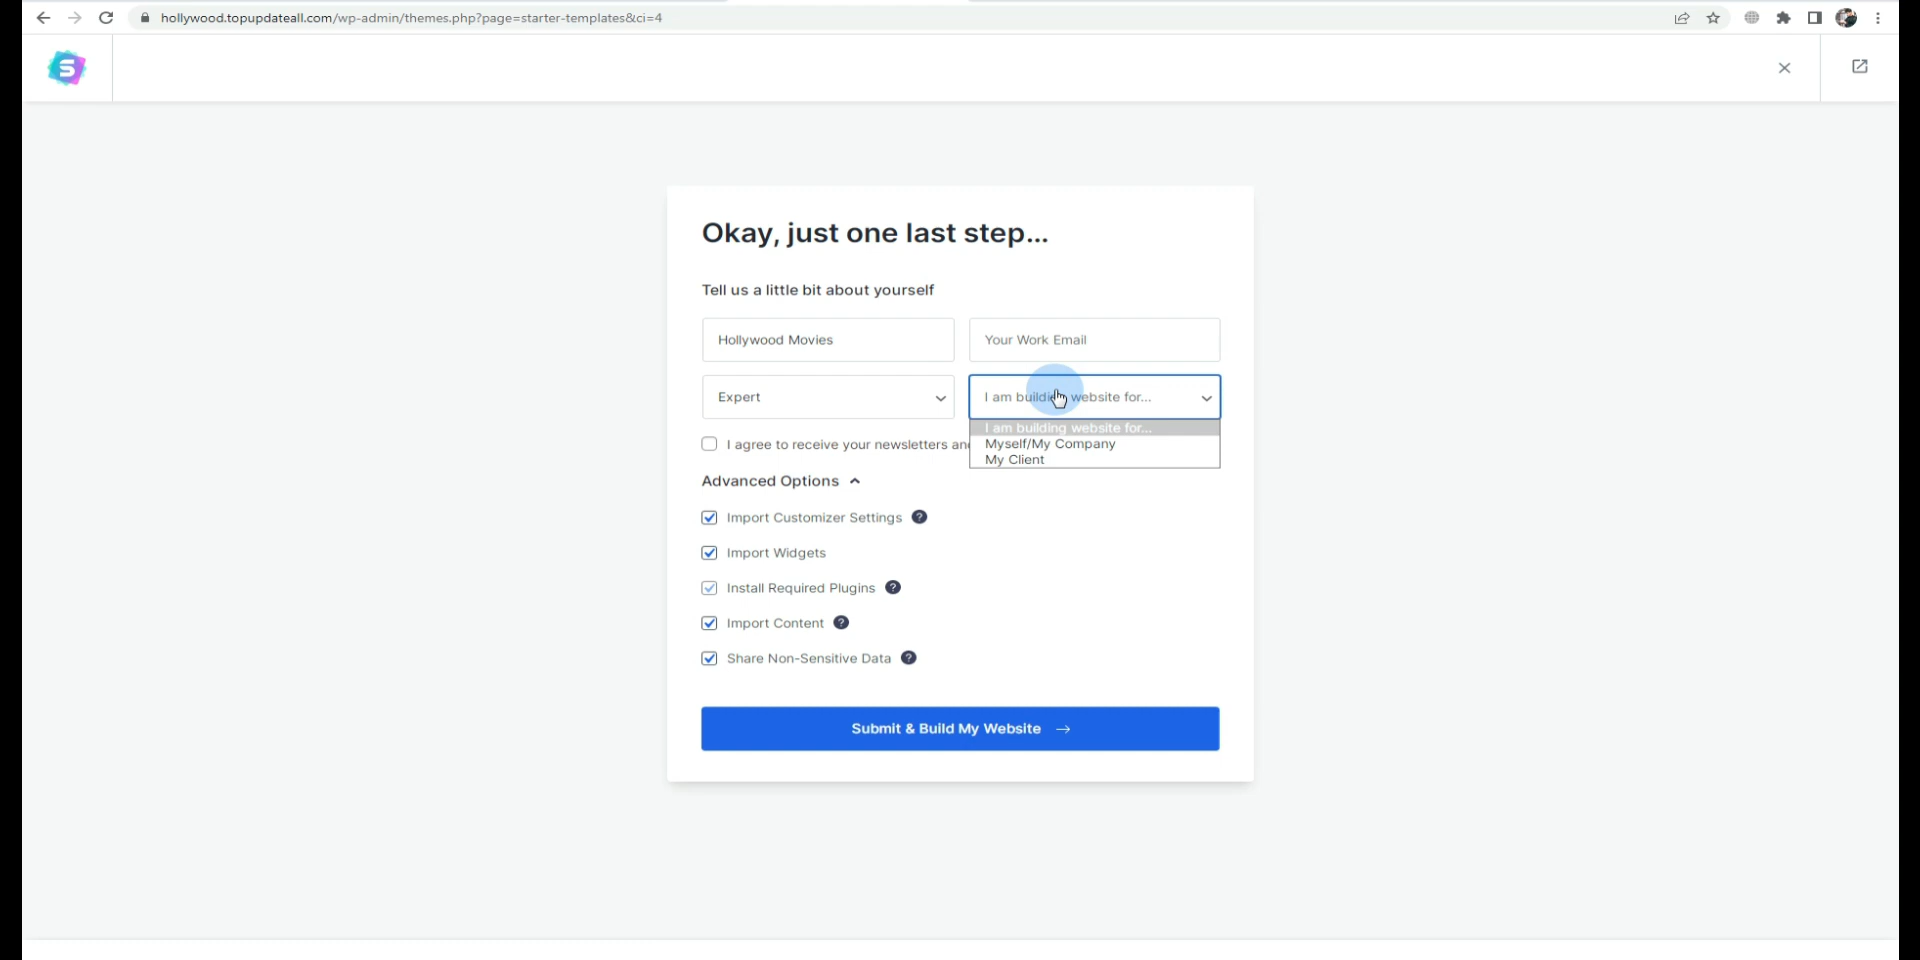 hollywood.topupdateall.com/wp-admin/themes.php?page=starter-templates&ci=4
S
Okay, just one last step...
Tell us a little bit about yourself
Hollywood Movies
Your Work Email
Expert
I am building website for...
I am building website for...
Myself/My Company
My Client
I agree to receive your newsletters and
Advanced Options
Import Customizer Settings ?
Import Widgets
Install Required Plugins ?
Import Content ?
Share Non-Sensitive Data ?
Submit & Build My Website →